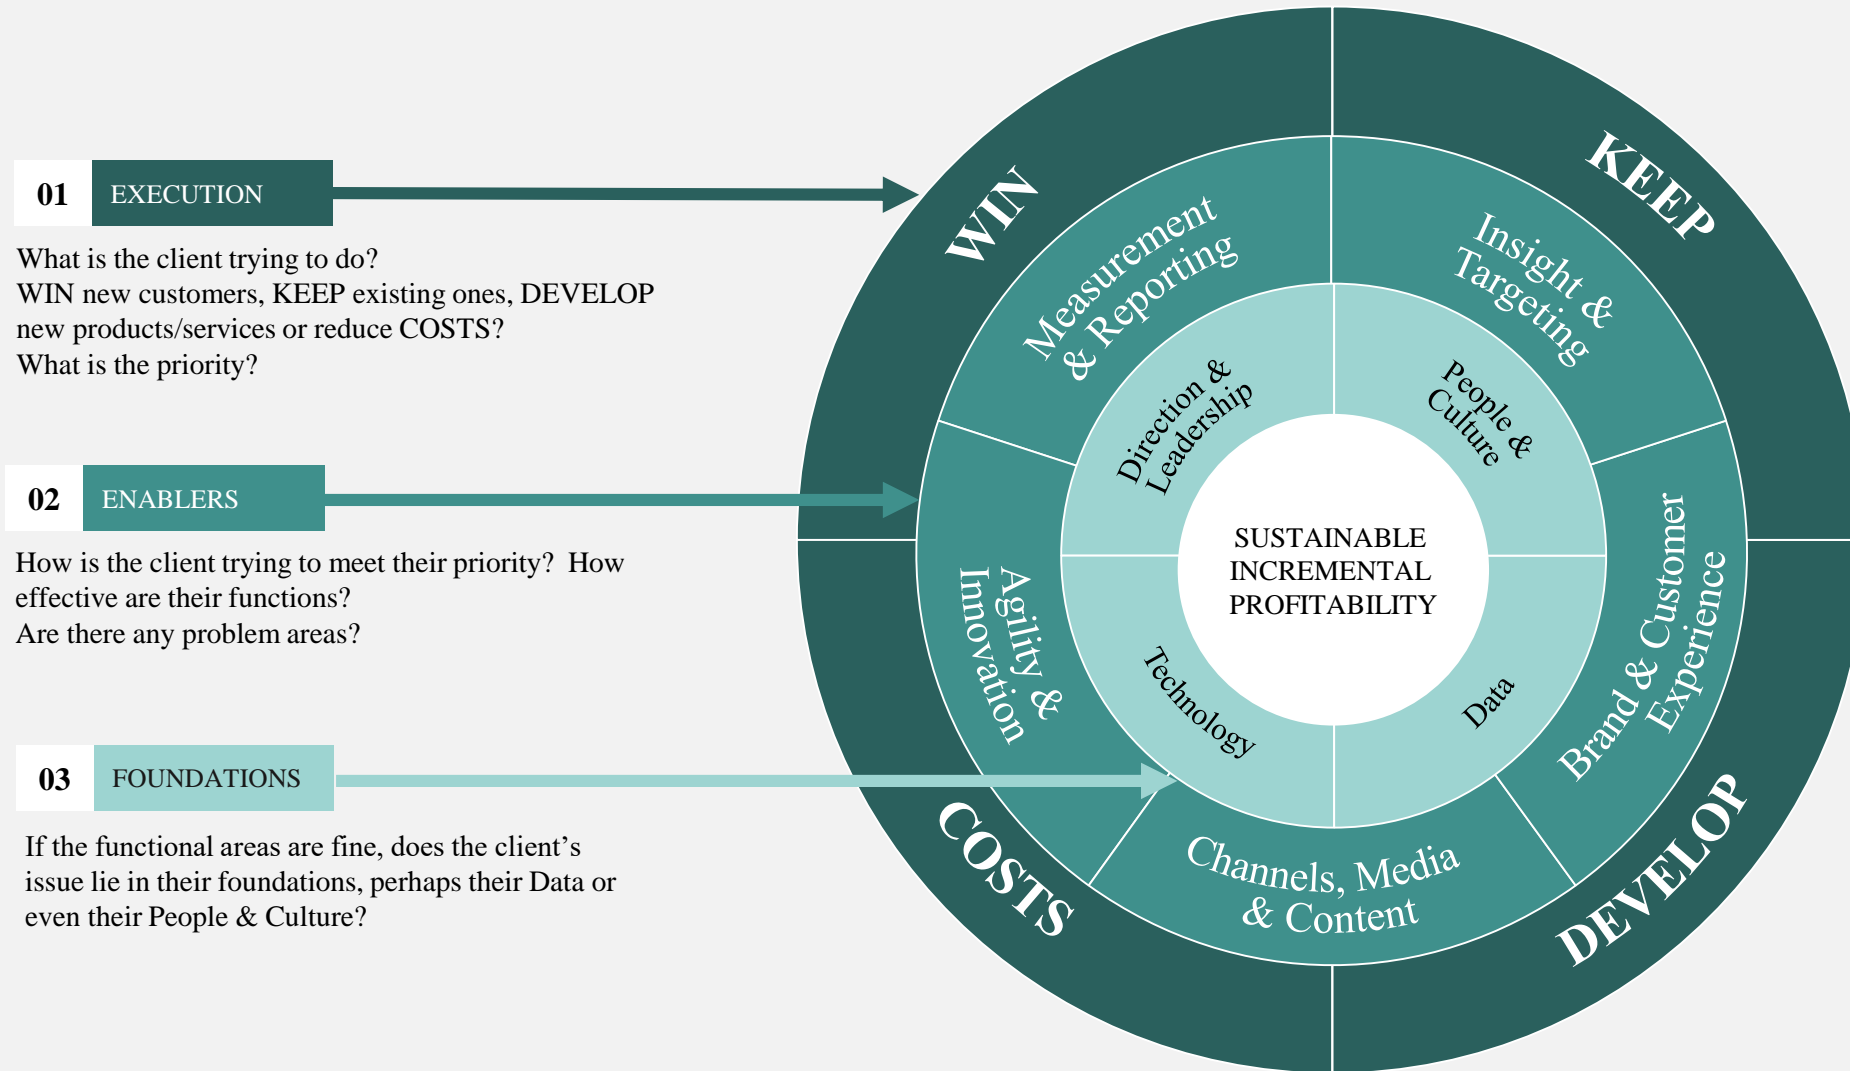 01 EXECUTION
What is the client trying to do?
WIN new customers, KEEP existing ones, DEVELOP
new products/services or reduce COSTS?
What is the priority?
02 ENABLERS
How is the client trying to meet their priority?  How
effective are their functions?
Are there any problem areas?
03 FOUNDATIONS
If the functional areas are fine, does the client’s
issue lie in their foundations, perhaps their Data or
even their People & Culture?
WIN
KEEP
DEVELOP
COSTS
Measurement
& Reporting
Insight &
Targeting
Brand & Customer
Experience
Channels, Media
& Content
Agility &
Innovation
Direction &
Leadership
People &
Culture
Data
Technology
SUSTAINABLE
INCREMENTAL
PROFITABILITY